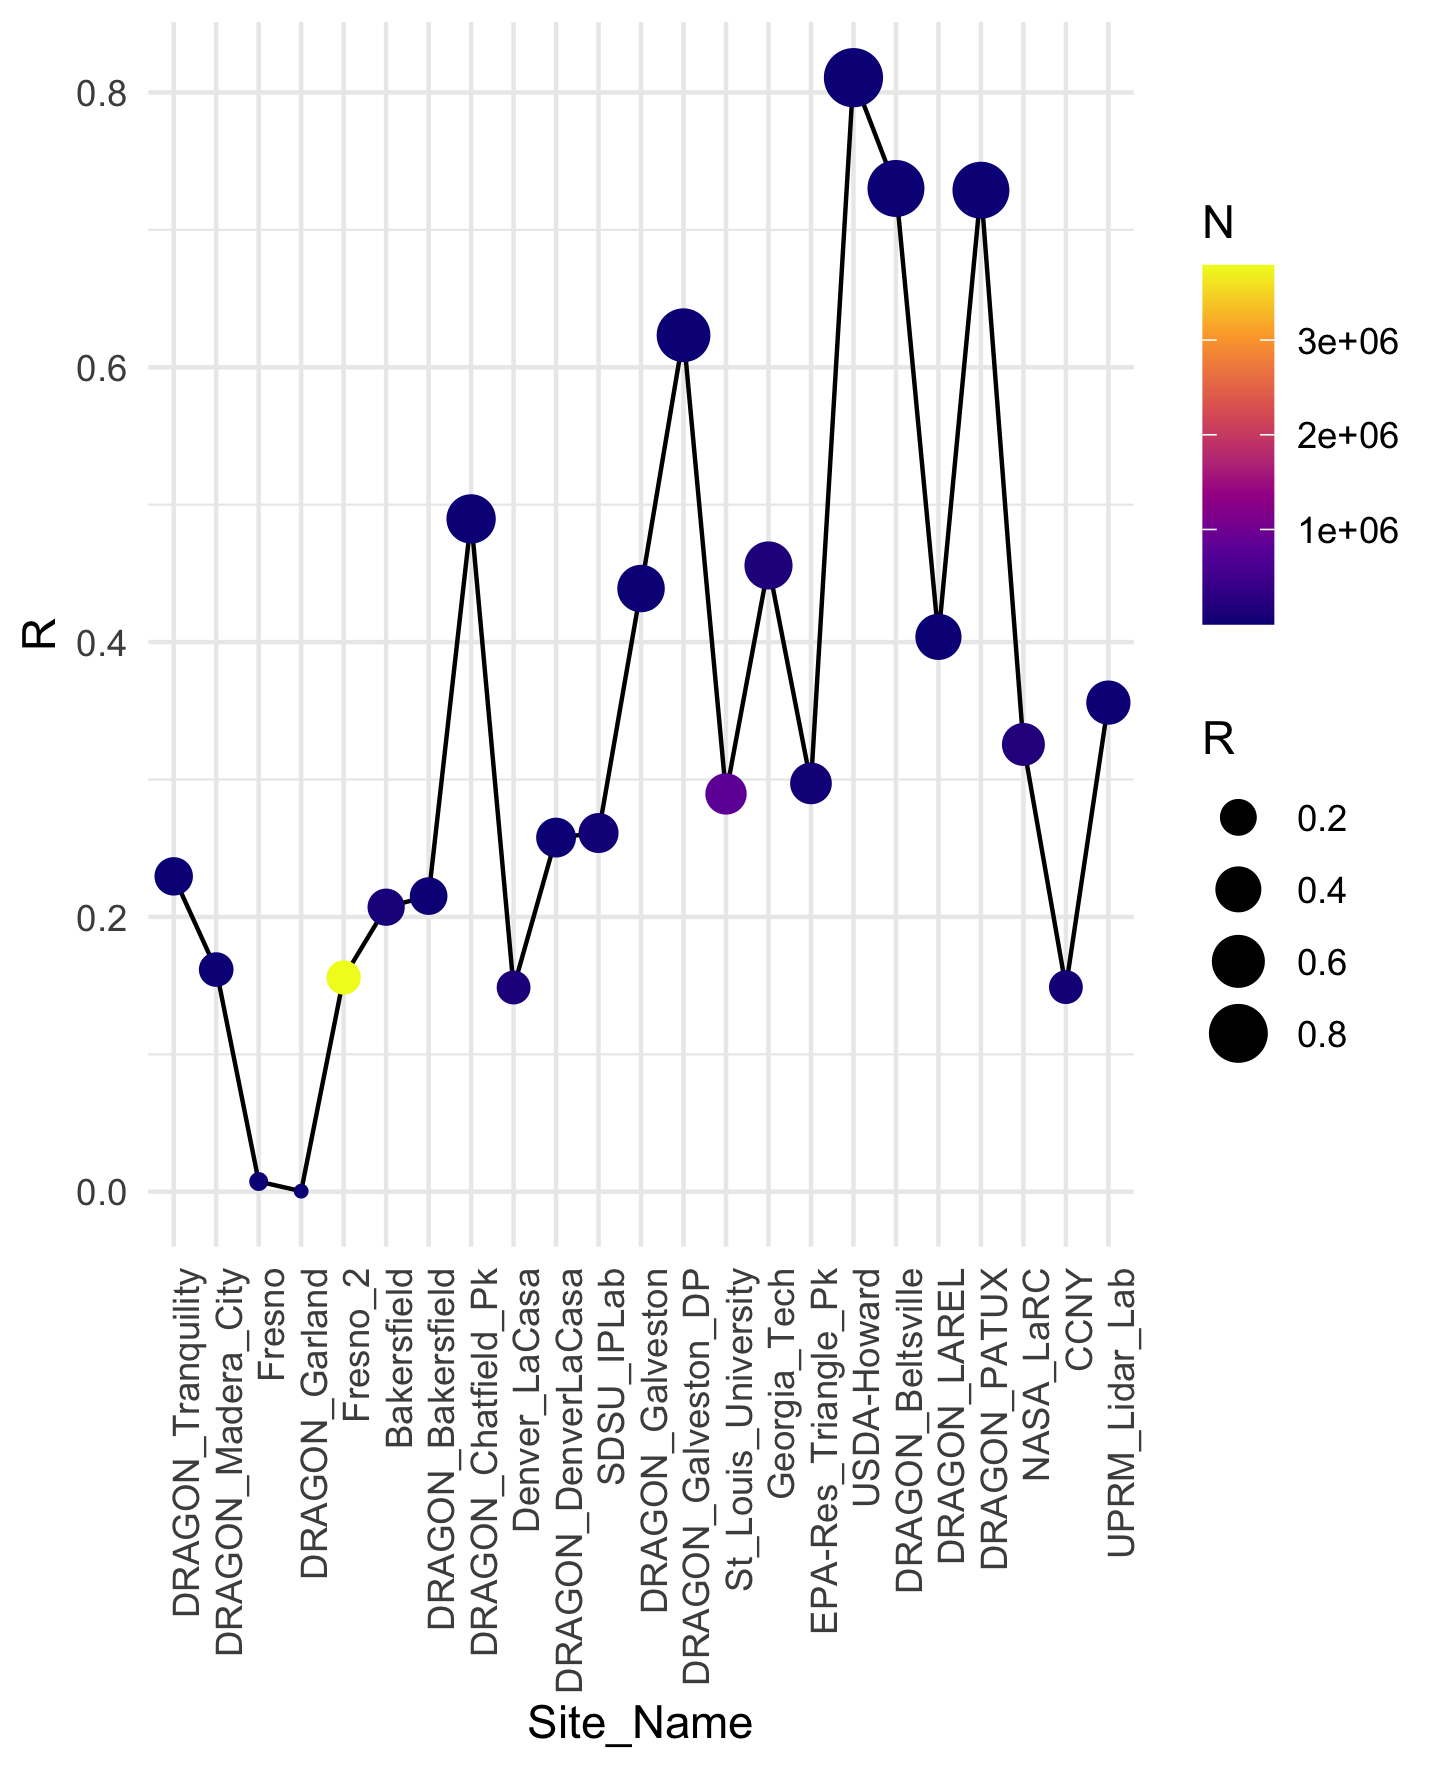 0.8
0.6
0.4
0.2
0.0
R
DRAGON_Tranquility
DRAGON_Madera_City
Fresno
DRAGON_Garland
Fresno_2
Bakersfield
DRAGON_Bakersfield
DRAGON_Chatfield_Pk
Denver_LaCasa
DRAGON_DenverLaCasa
SDSU_IPLab
DRAGON_Galveston
DRAGON_Galveston_DP
St_Louis_University
Georgia_Tech
EPA-Res_Triangle_Pk
USDA-Howard
DRAGON_Beltsville
DRAGON_LAREL
DRAGON_PATUX
NASA_LaRC
CCNY
UPRM_Lidar_Lab
Site_Name
N
3e+06
2e+06
1e+06
R
0.2
0.4
0.6
0.8